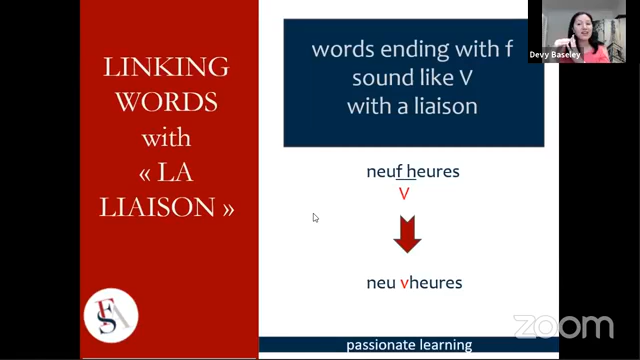 LINKING
WORDS
with
« LA
LIAISON »
words ending with f
sound like V
with a liaison
neuf heures
V
neu vheures
passionate learning
Devy Baseley
zoom